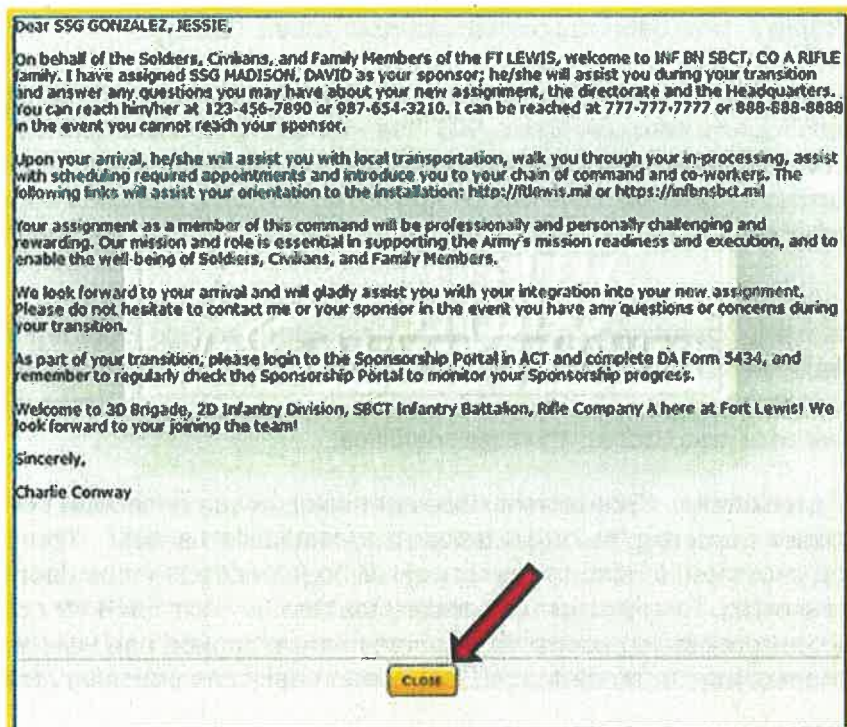 Dear SSG GONZALEZ, JESSIE,
On behalf of the Soldiers, Civilians, and Family Members of the FT LEWIS, welcome to INF BN SBCT, CO A RIFLE
family. I have assigned SSG MADISON, DAVID as your sponsor; he/she will assist you during your transition
and answer any questions you may have about your new assignment, the directorate and the Headquarters.
You can reach him/her at 123-456-7890 or 987-654-3210. I can be reached at 777-777-7777 or 888-888-8888
in the event you cannot reach your sponsor.
Upon your arrival, he/she will assist you with local transportation, walk you through your in-processing, assist
with scheduling required appointments and introduce you to your chain of command and co-workers. The
following links will assist your orientation to the installation: http://ftlewis.mil or https://infbnsbct.mil
Your assignment as a member of this command will be professionally and personally challenging and
rewarding. Our mission and role is essential in supporting the Army's mission readiness and execution, and to
enable the well-being of Soldiers, Civilians, and Family Members.
We look forward to your arrival and will gladly assist you with your integration into your new assignment.
Please do not hesitate to contact me or your sponsor in the event you have any questions or concerns during
your transition.
As part of your transition, please login to the Sponsorship Portal in ACT and complete DA Form 5434, and
remember to regularly check the Sponsorship Portal to monitor your Sponsorship progress.
Welcome to 3D Brigade, 2D Infantry Division, SBCT Infantry Battalion, Rifle Company A here at Fort Lewis! We
look forward to your joining the team!
Sincerely,
Charlie Conway
CLOSE